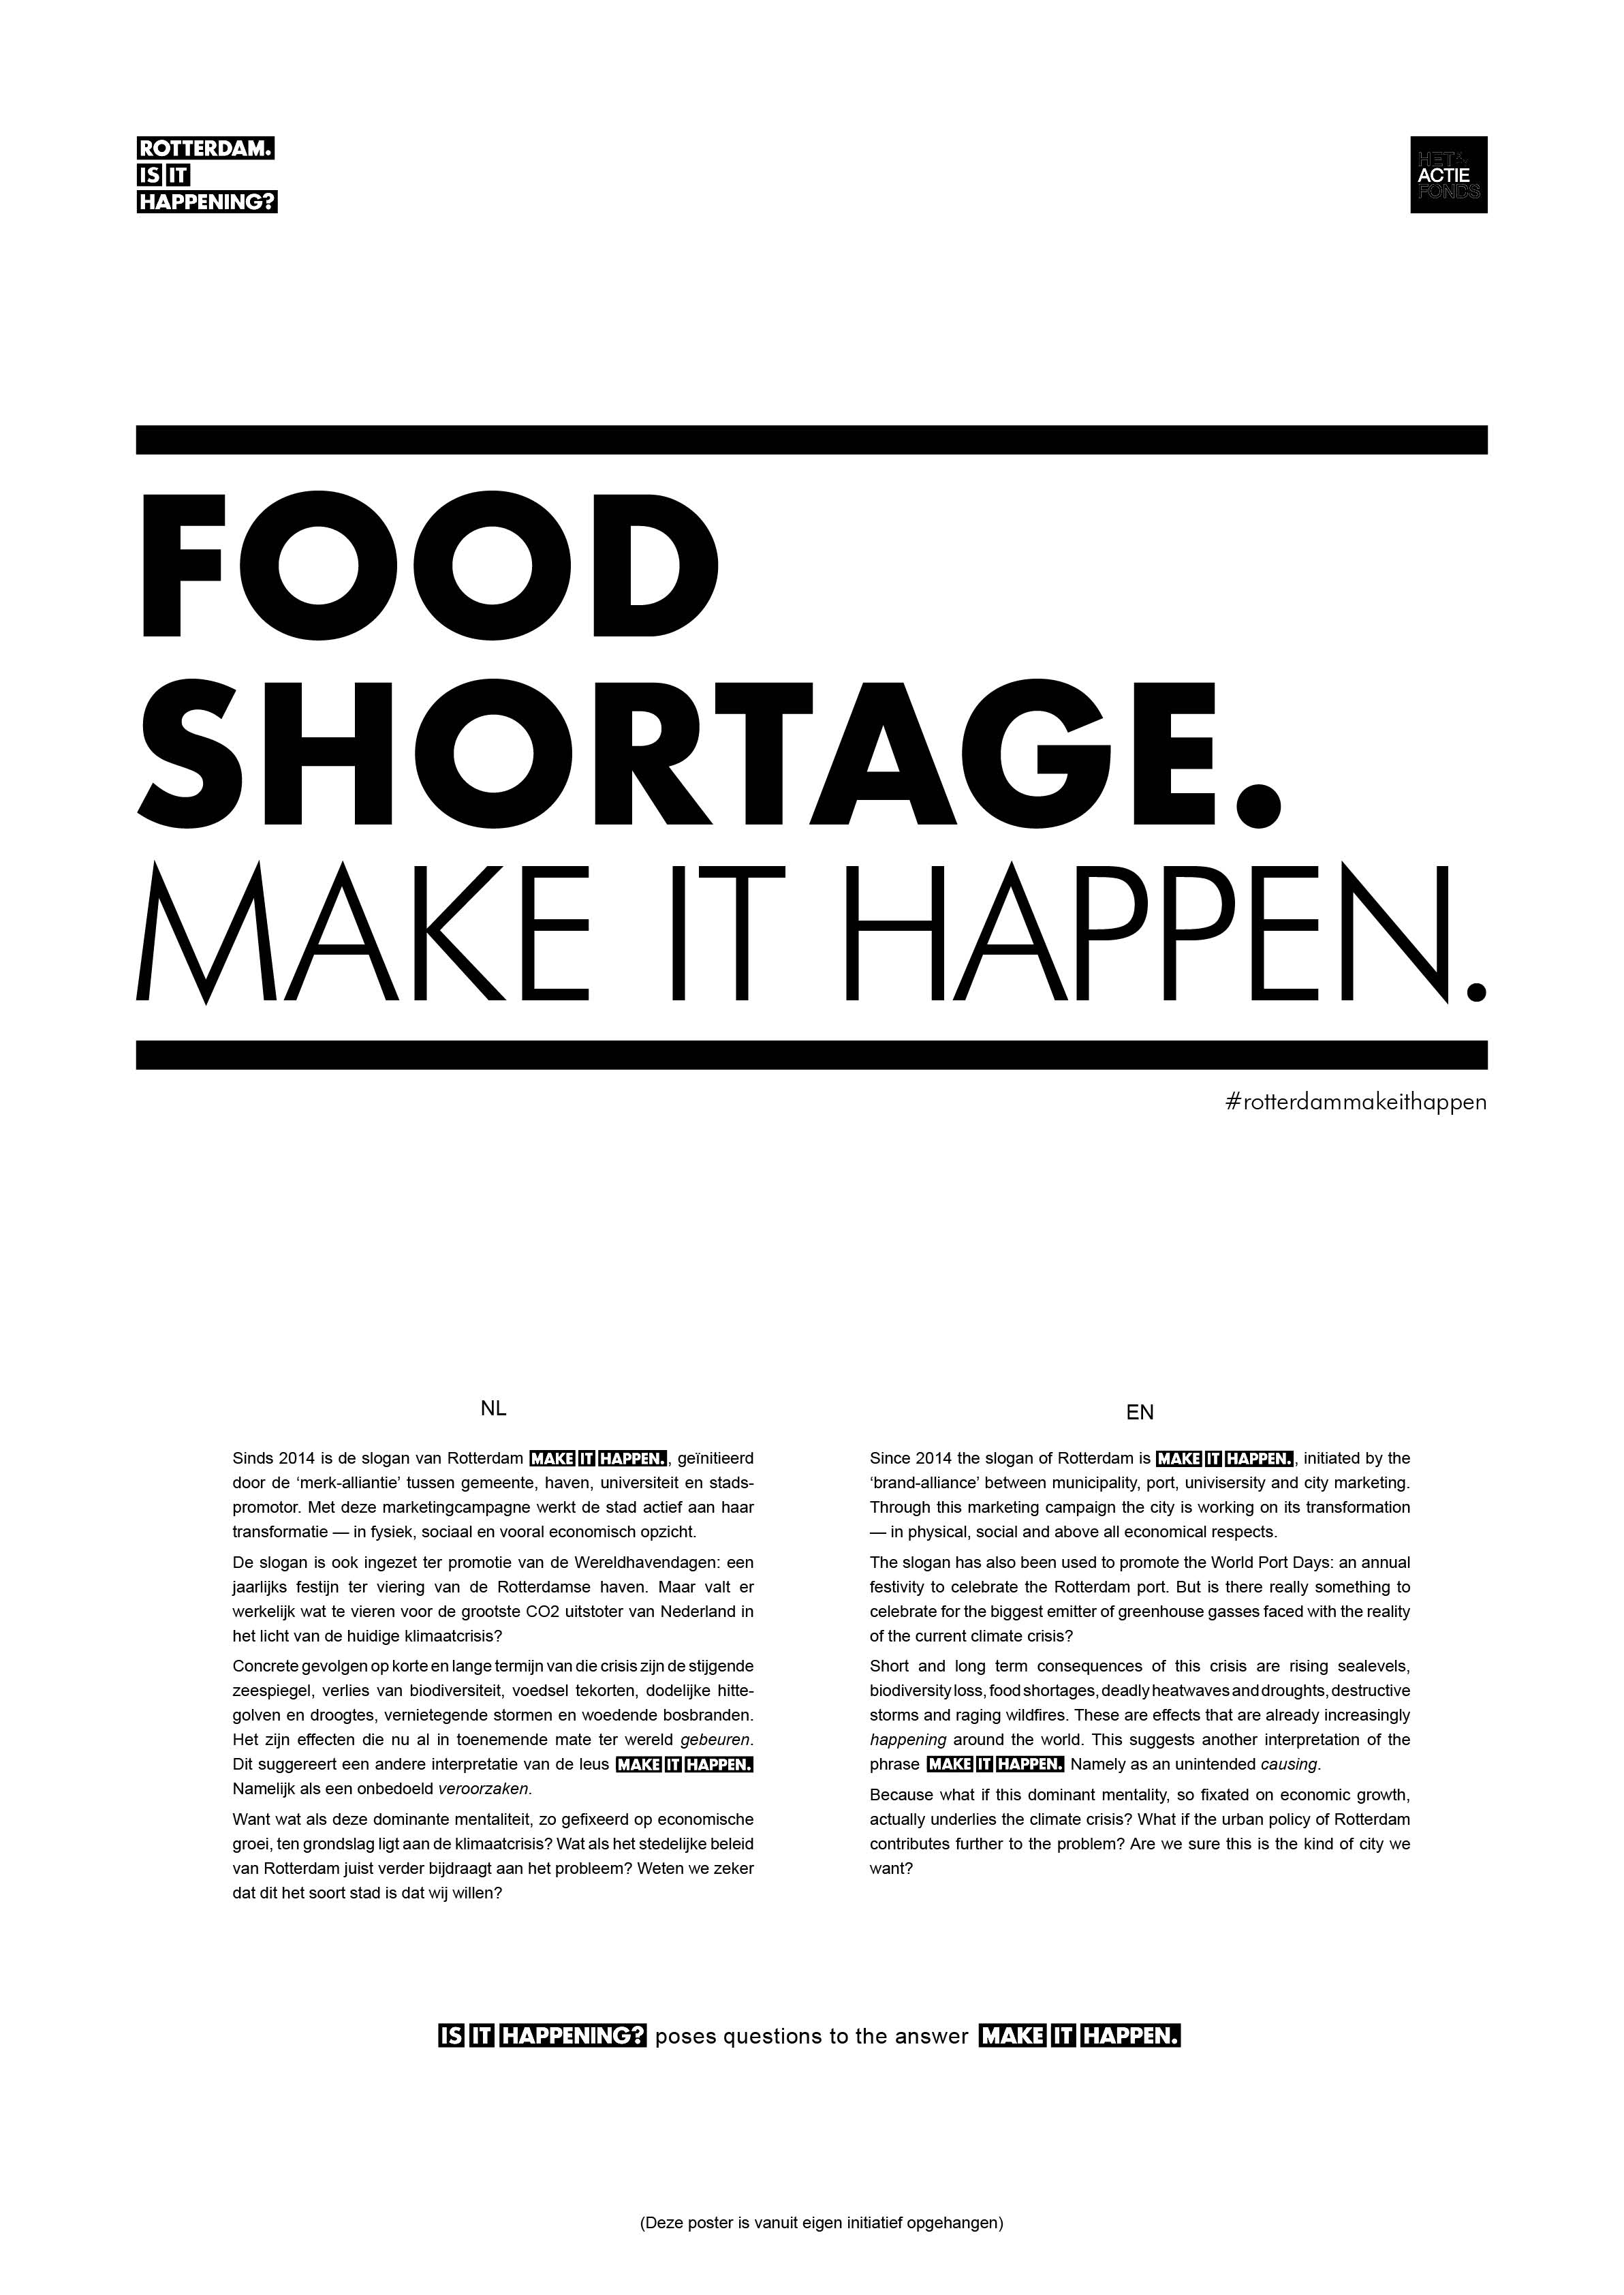 ROTTERDAM.
IS IT
HAPPENING?
HET
ACTIE
FONDS
FOOD
SHORTAGE.
MAKE IT HAPPEN.
#rotterdammakeithappen
NL
Sinds 2014 is de slogan van Rotterdam MAKE IT HAPPEN., geïnitieerd
door de ‘merk-alliantie’ tussen gemeente, haven, universiteit en stads-
promotor. Met deze marketingcampagne werkt de stad actief aan haar
transformatie — in fysiek, sociaal en vooral economisch opzicht.
De slogan is ook ingezet ter promotie van de Wereldhavendagen: een
jaarlijks festijn ter viering van de Rotterdamse haven. Maar valt er
werkelijk wat te vieren voor de grootste CO2 uitstoter van Nederland in
het licht van de huidige klimaatcrisis?
Concrete gevolgen op korte en lange termijn van die crisis zijn de stijgende
zeespiegel, verlies van biodiversiteit, voedsel tekorten, dodelijke hitte-
golven en droogtes, vernietegende stormen en woedende bosbranden.
Het zijn effecten die nu al in toenemende mate ter wereld gebeuren.
Dit suggereert een andere interpretatie van de leus MAKE IT HAPPEN.
Namelijk als een onbedoeld veroorzaken.
Want wat als deze dominante mentaliteit, zo gefixeerd op economische
groei, ten grondslag ligt aan de klimaatcrisis? Wat als het stedelijke beleid
van Rotterdam juist verder bijdraagt aan het probleem? Weten we zeker
dat dit het soort stad is dat wij willen?
EN
Since 2014 the slogan of Rotterdam is MAKE IT HAPPEN., initiated by the
‘brand-alliance’ between municipality, port, univisersity and city marketing.
Through this marketing campaign the city is working on its transformation
— in physical, social and above all economical respects.
The slogan has also been used to promote the World Port Days: an annual
festivity to celebrate the Rotterdam port. But is there really something to
celebrate for the biggest emitter of greenhouse gasses faced with the reality
of the current climate crisis?
Short and long term consequences of this crisis are rising sealevels,
biodiversity loss, food shortages, deadly heatwaves and droughts, destructive
storms and raging wildfires. These are effects that are already increasingly
happening around the world. This suggests another interpretation of the
phrase MAKE IT HAPPEN. Namely as an unintended causing.
Because what if this dominant mentality, so fixated on economic growth,
actually underlies the climate crisis? What if the urban policy of Rotterdam
contributes further to the problem? Are we sure this is the kind of city we
want?
IS IT HAPPENING? poses questions to the answer MAKE IT HAPPEN.
(Deze poster is vanuit eigen initiatief opgehangen)